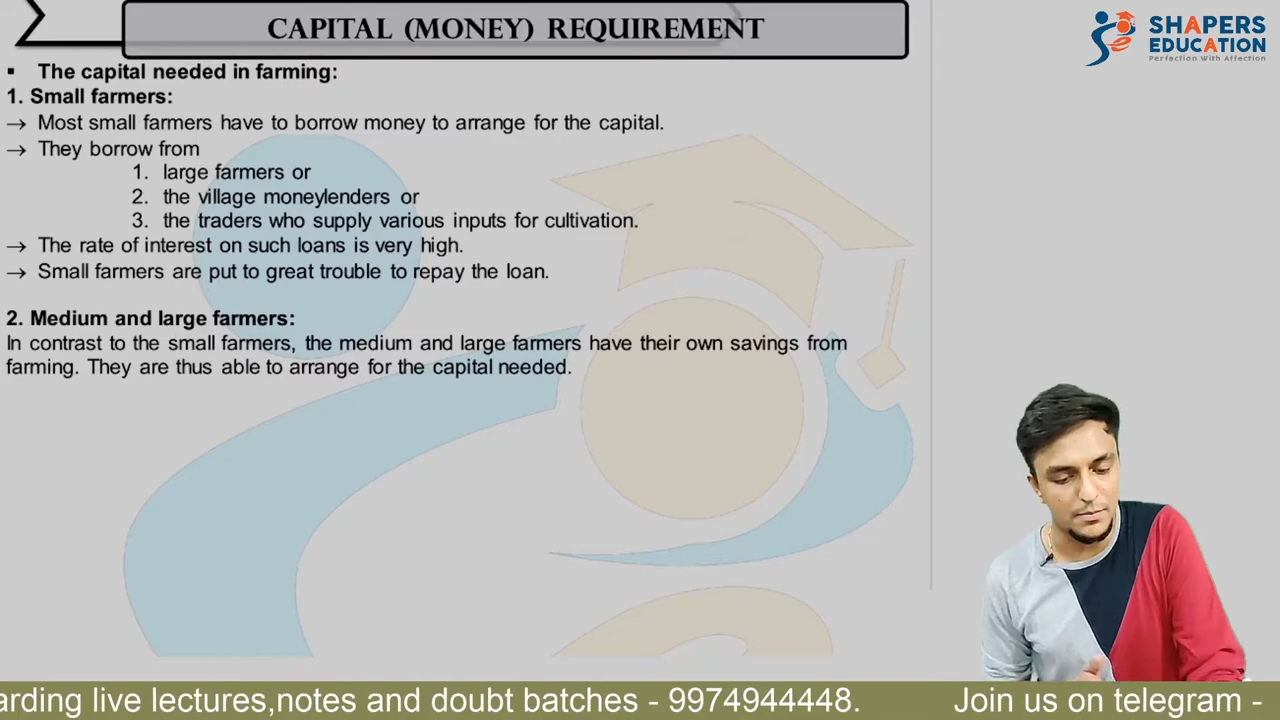 CAPITAL (MONEY) REQUIREMENT
SHAPERS
EDUCATION
Perfection With Affection
▪ The capital needed in farming:
1. Small farmers:
→ Most small farmers have to borrow money to arrange for the capital.
→ They borrow from
1. large farmers or
2. the village moneylenders or
3. the traders who supply various inputs for cultivation.
→ The rate of interest on such loans is very high.
→ Small farmers are put to great trouble to repay the loan.
2. Medium and large farmers:
In contrast to the small farmers, the medium and large farmers have their own savings from
farming. They are thus able to arrange for the capital needed.
arding live lectures,notes and doubt batches - 9974944448. Join us on telegram -